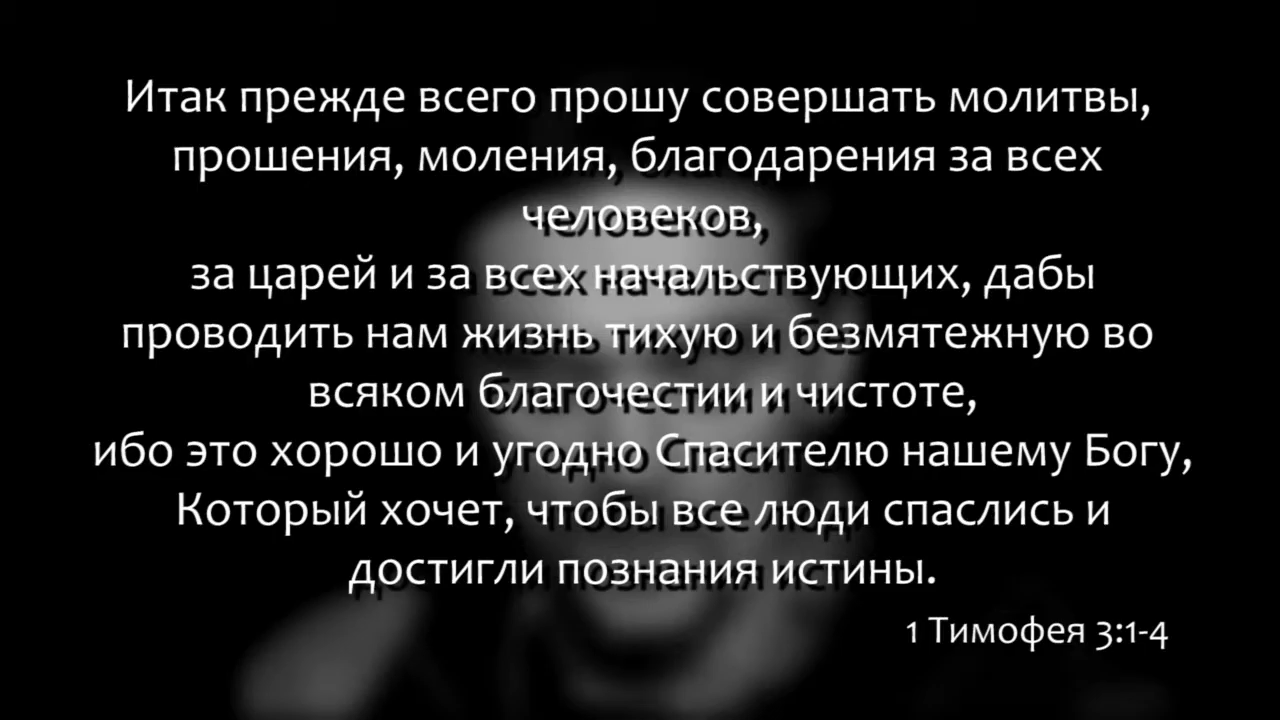 Итак прежде всего прошу совершать молитвы,
прошения, моления, благодарения за всех
человеков,
за царей и за всех начальствующих, дабы
проводить нам жизнь тихую и безмятежную во
всяком благочестии и чистоте,
ибо это хорошо и угодно Спасителю нашему Богу,
Который хочет, чтобы все люди спаслись и
достигли познания истины.
1 Тимофея 3:1-4